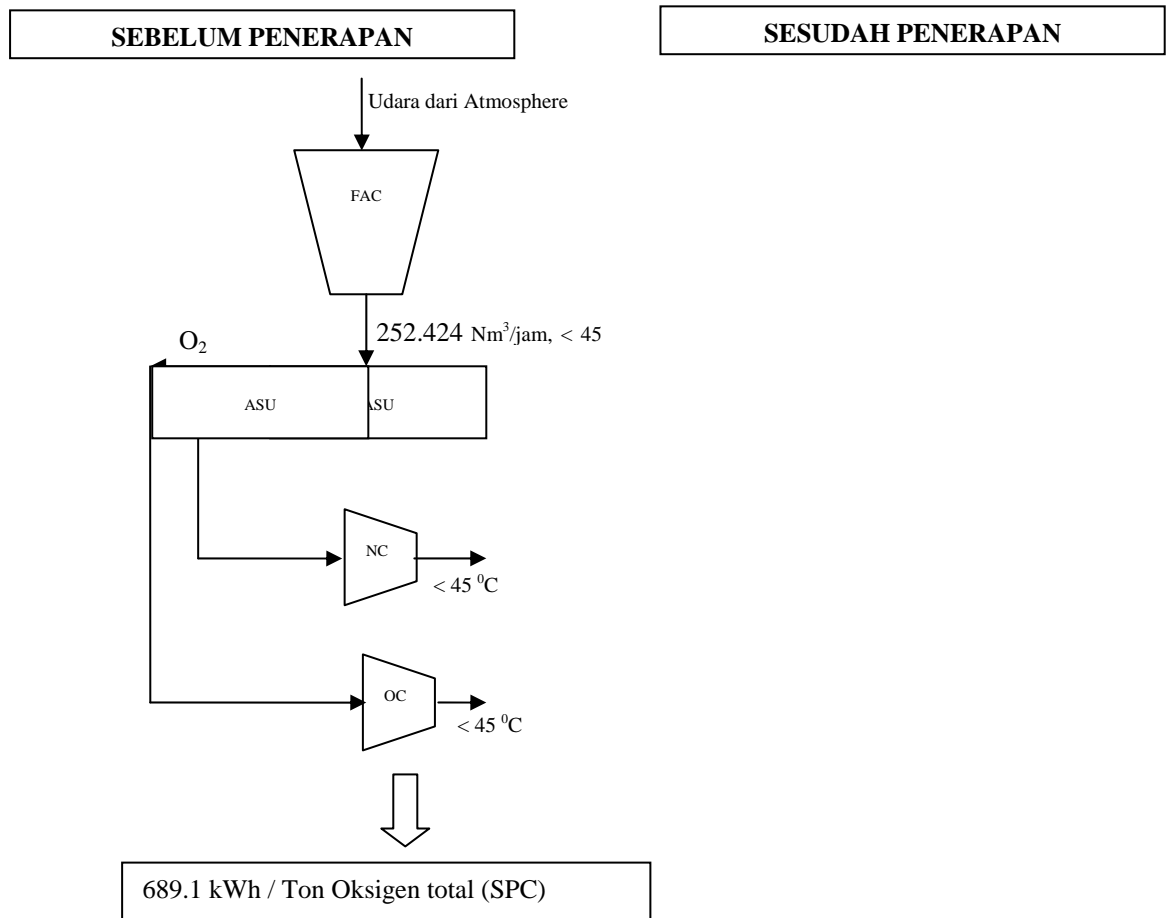 SEBELUM PENERAPAN
SESUDAH PENERAPAN
Udara dari Atmosphere
FAC
252.424 Nm³/jam, < 45
O₂
ASU
ASU
NC
< 45 ⁰C
OC
< 45 ⁰C
689.1 kWh / Ton Oksigen total (SPC)